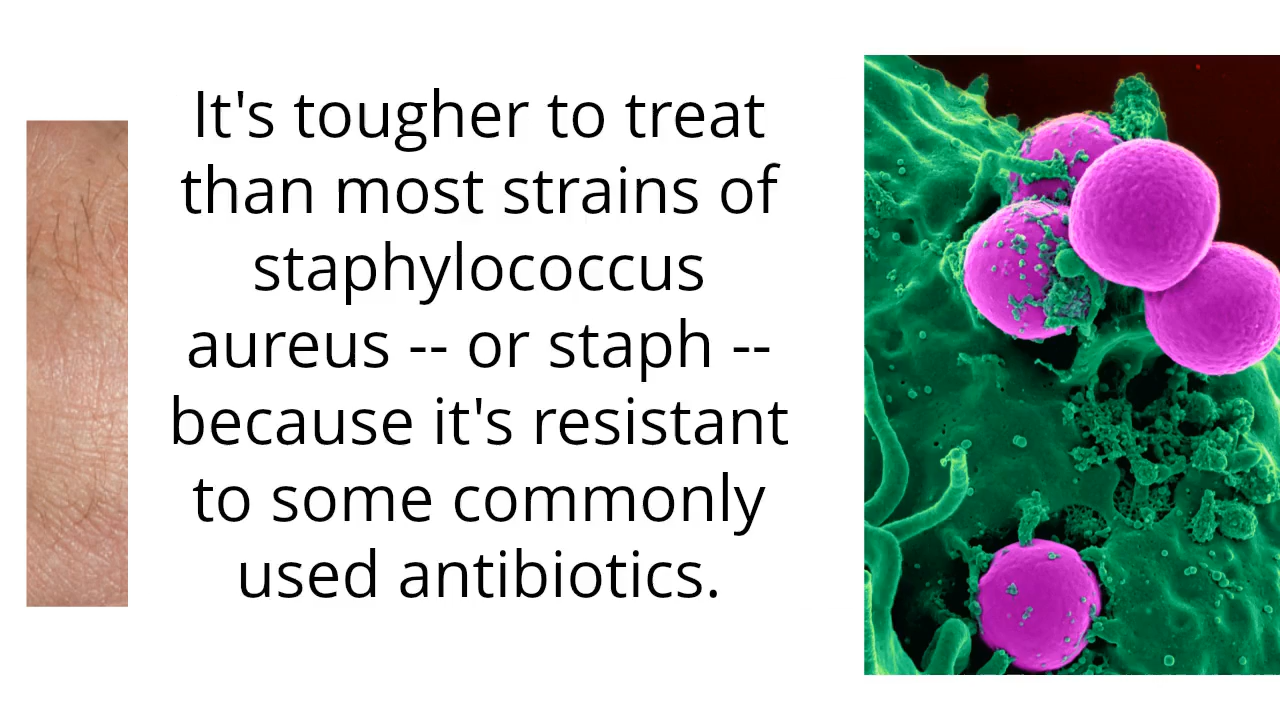 It's tougher to treat
than most strains of
staphylococcus
aureus -- or staph --
because it's resistant
to some commonly
used antibiotics.